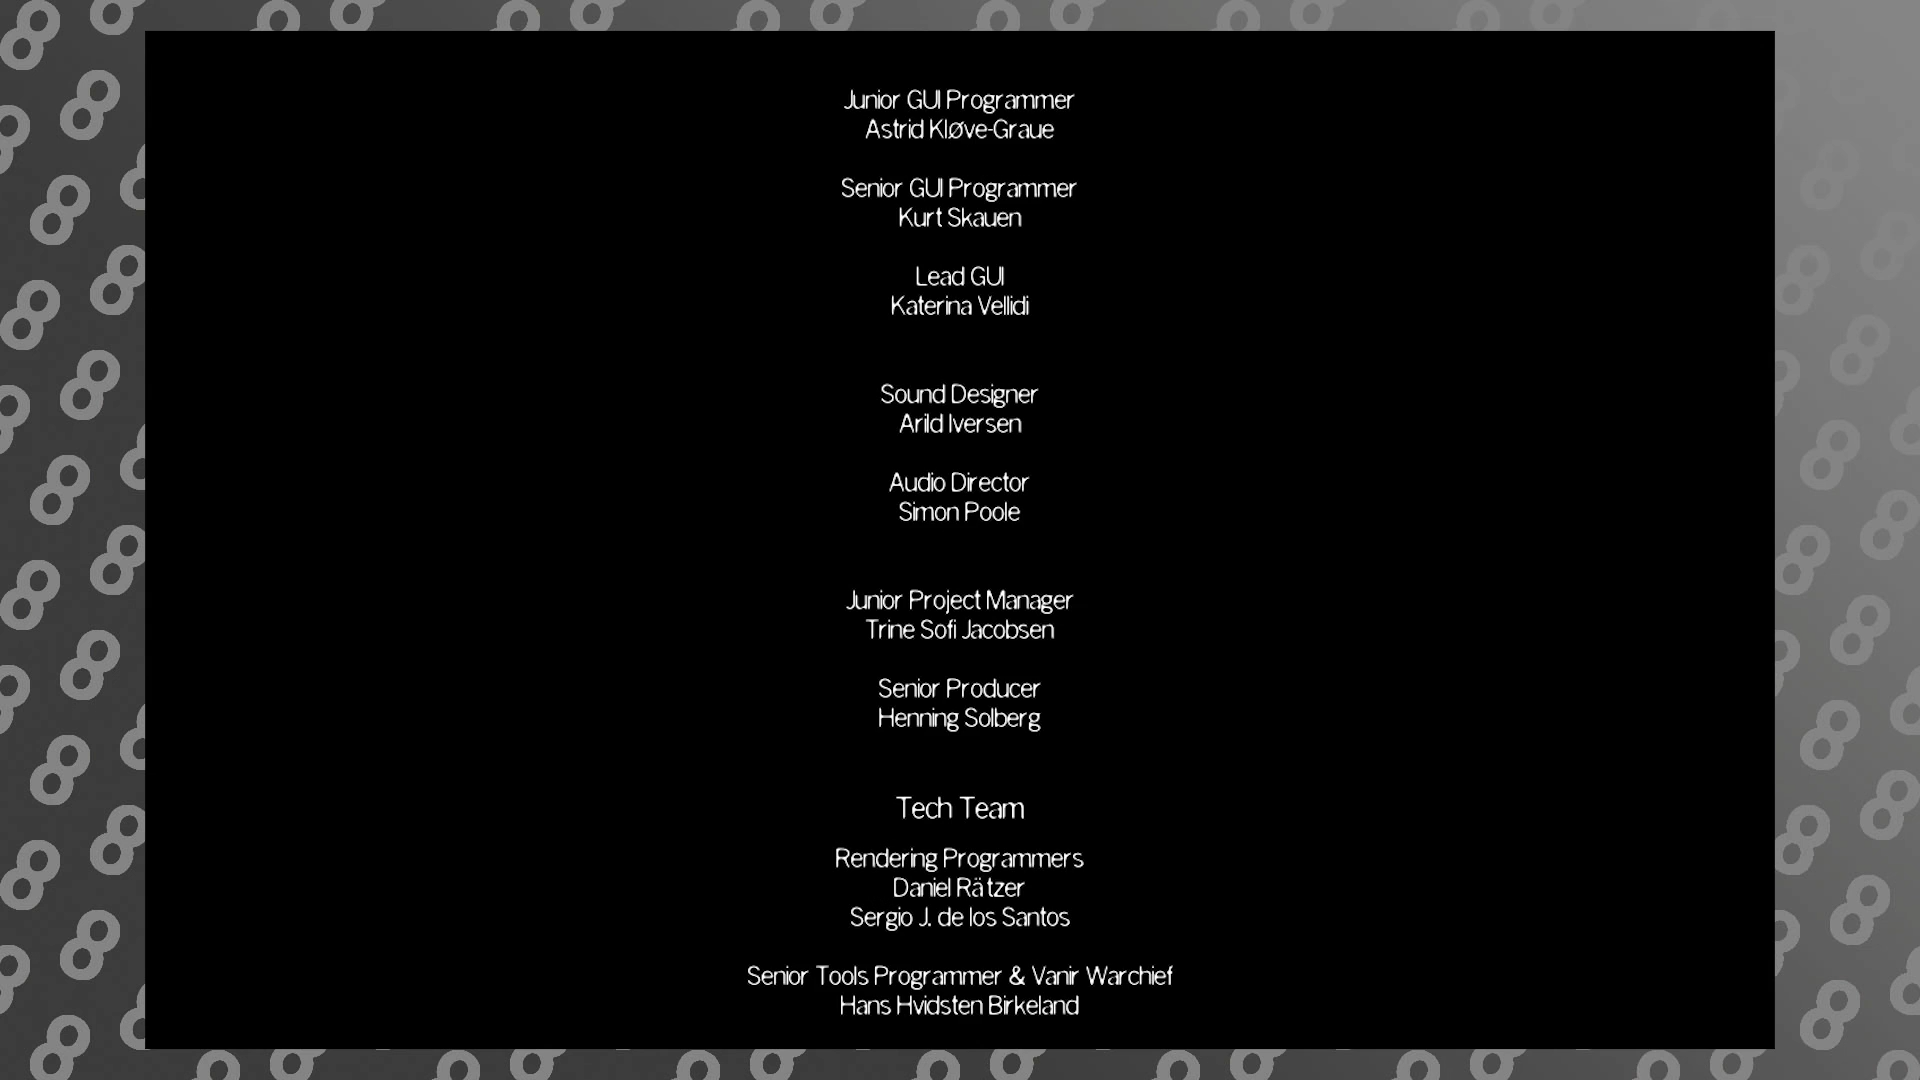 Junior GUI Programmer
Astrid Kløve-Graue
Senior GUI Programmer
Kurt Skauen
Lead GUI
Katerina Vellidi
Sound Designer
Arild Iversen
Audio Director
Simon Poole
Junior Project Manager
Trine Sofi Jacobsen
Senior Producer
Henning Solberg
Tech Team
Rendering Programmers
Daniel Rätzer
Sergio J. de los Santos
Senior Tools Programmer & Vanir Warchief
Hans Hvidsten Birkeland